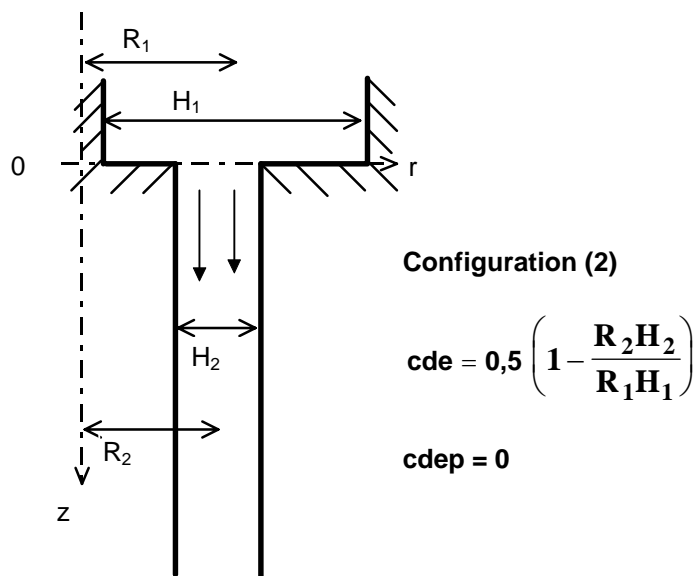 R₁
H₁
0
r
Configuration (2)
H₂
cde = 0,5 (1 − R₂H₂ / R₁H₁)
R₂
cdep = 0
z